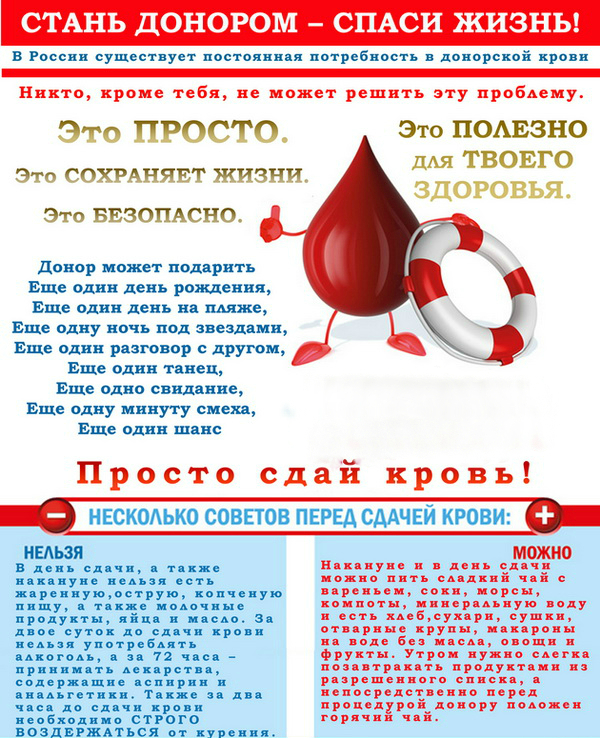 СТАНЬ ДОНОРОМ – СПАСИ ЖИЗНЬ!
В России существует постоянная потребность в донорской крови
Никто, кроме тебя, не может решить эту проблему.
Это ПРОСТО.
Это СОХРАНЯЕТ ЖИЗНИ.
Это БЕЗОПАСНО.
Это ПОЛЕЗНО
для ТВОЕГО
ЗДОРОВЬЯ.
Донор может подарить
Еще один день рождения,
Еще один день на пляже,
Еще одну ночь под звездами,
Еще один разговор с другом,
Еще один танец,
Еще одно свидание,
Еще одну минуту смеха,
Еще один шанс
Просто сдай кровь!
НЕСКОЛЬКО СОВЕТОВ ПЕРЕД СДАЧЕЙ КРОВИ:
НЕЛЬЗЯ
В день сдачи, а также
накануне нельзя есть
жаренную,острую, копченую
пищу, а также молочные
продукты, яйца и масло. За
двое суток до сдачи крови
нельзя употреблять
алкоголь, а за 72 часа –
принимать лекарства,
содержащие аспирин и
анальгетики. Также за два
часа до сдачи крови
необходимо СТРОГО
ВОЗДЕРЖАТЬСЯ от курения.
МОЖНО
Накануне и в день сдачи
можно пить сладкий чай с
вареньем, соки, морсы,
компоты, минеральную воду
и есть хлеб,сухари, сушки,
отварные крупы, макароны
на воде без масла, овощи и
фрукты. Утром нужно слегка
позавтракать продуктами из
разрешенного списка, а
непосредственно перед
процедурой донору положен
горячий чай.